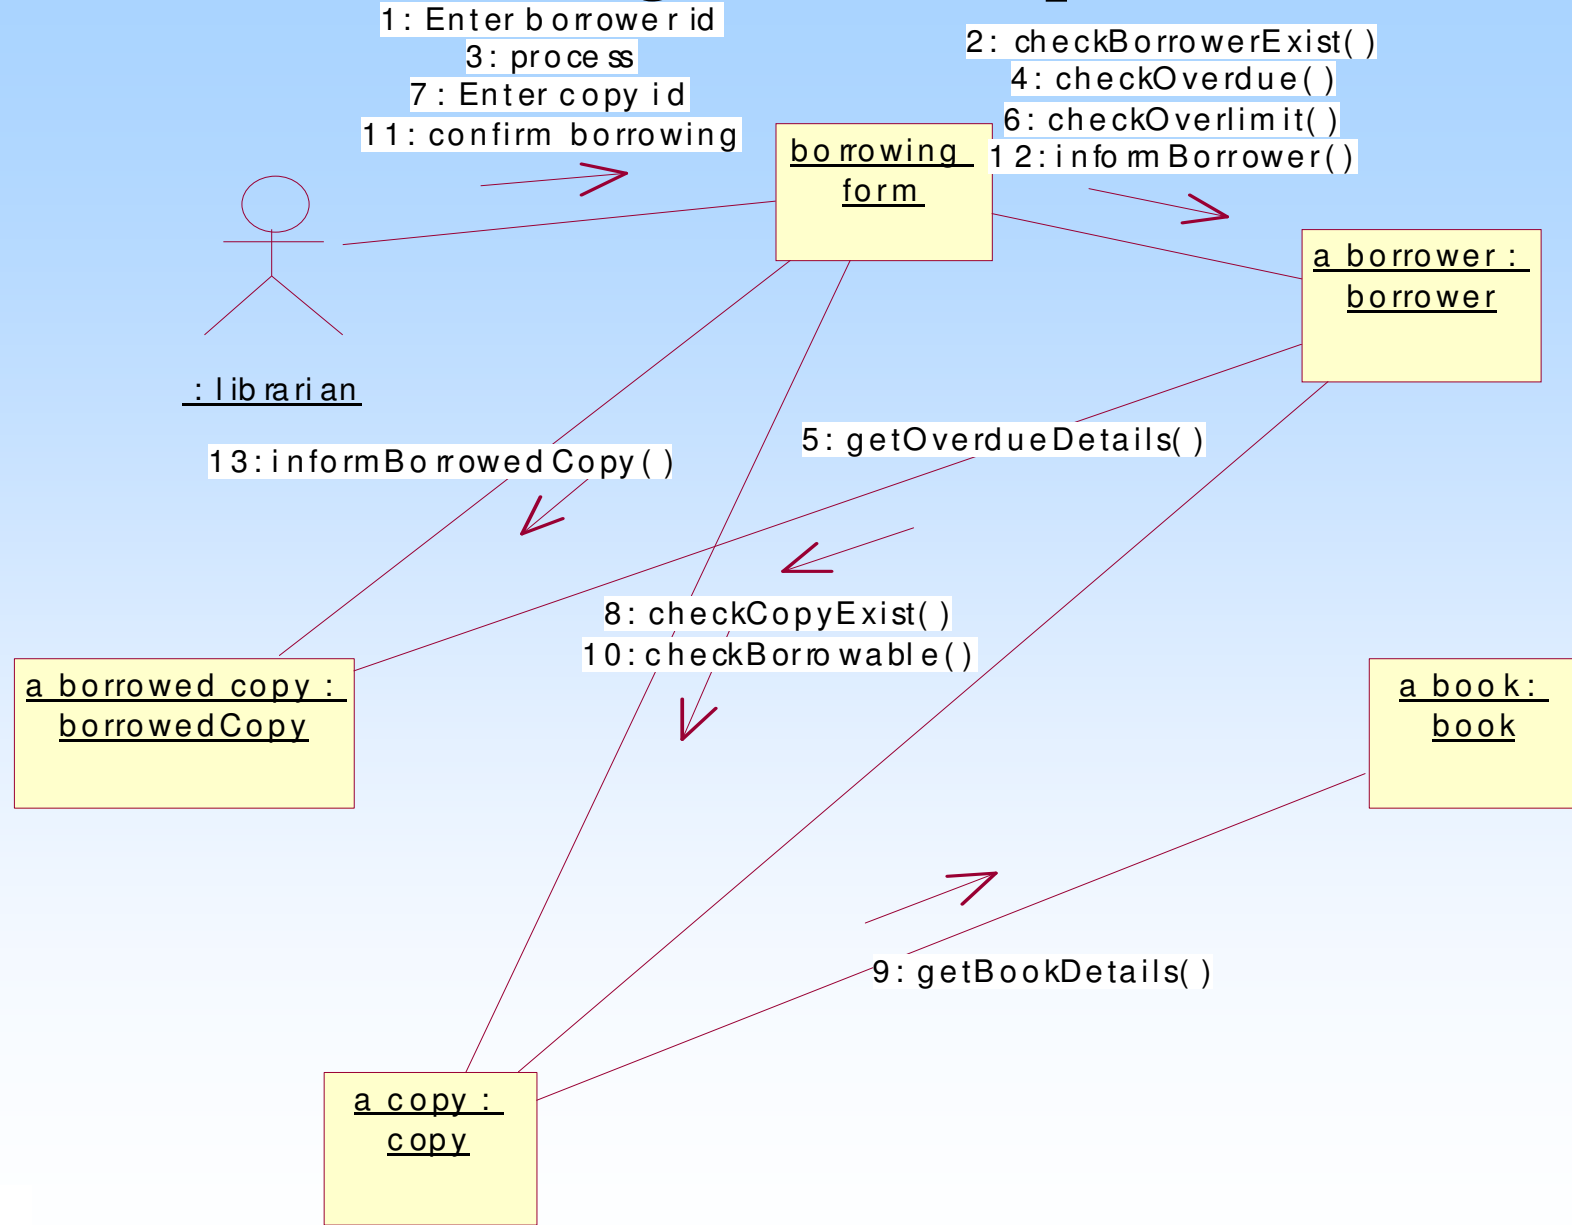 1: Enter borrower id
3: process
7: Enter copy id
11: confirm borrowing
2: checkBorrowerExist( )
4: checkOverdue( )
6: checkOverlimit( )
12: informBorrower( )
borrowing
form
a borrower :
borrower
: librarian
5: getOverdueDetails( )
13: informBorrowedCopy( )
8: checkCopyExist( )
10: checkBorrowable( )
a borrowed copy :
borrowedCopy
a book :
book
9: getBookDetails( )
a copy :
copy